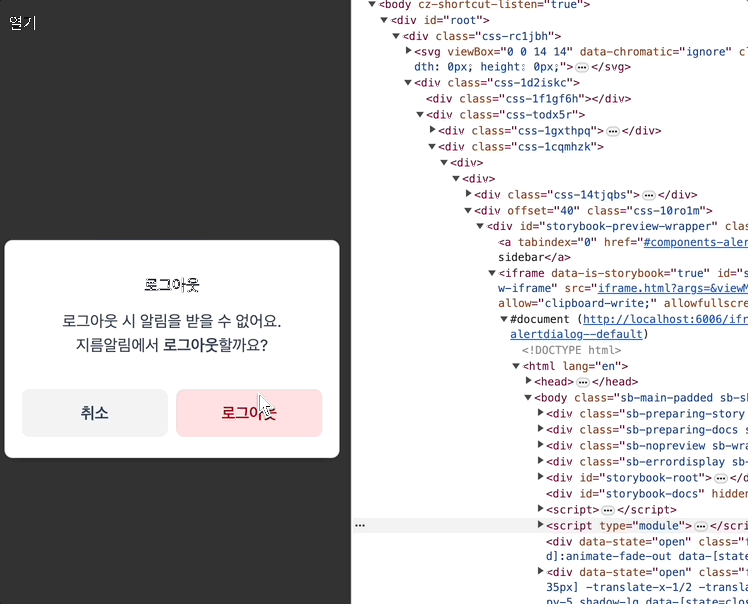 열기
로그아웃
로그아웃 시 알림을 받을 수 없어요.
지름알림에서 로그아웃할까요?
취소
로그아웃
<body cz-shortcut-listen="true">
<div id="root">
<div class="css-rc1jbh">
<svg viewBox="0 0 14 14" data-chromatic="ignore" cl
dth: 0px; height: 0px;">…</svg>
<div class="css-1d2iskc">
<div class="css-1f1gf6h"></div>
<div class="css-todx5r">
<div class="css-1gxthpq">…</div>
<div class="css-1cqmhzk">
<div>
<div>
<div class="css-14tjqbs">…</div>
<div offset="40" class="css-10ro1m">
<div id="storybook-preview-wrapper" clas
<a tabindex="0" href="#components-aler
sidebar</a>
<iframe data-is-storybook="true" id="s
w-iframe" src="iframe.html?args=&viewM
allow="clipboard-write;" allowfullscre
#document (http://localhost:6006/ifr
alertdialog--default)
<!DOCTYPE html>
<html lang="en">
<head>…</head>
<body class="sb-main-padded sb-sh
<div class="sb-preparing-story
<div class="sb-preparing-docs s
<div class="sb-nopreview sb-wra
<div class="sb-errordisplay sb-
<div id="storybook-root">…</d
<div id="storybook-docs" hidden
<script>…</script>
… <script type="module">…</scri
<div data-state="open" class="f
d]:animate-fade-out data-[state
<div data-state="open" class="f
35px] -translate-x-1/2 -translat
py-5 shadow-lg data-[state=clos